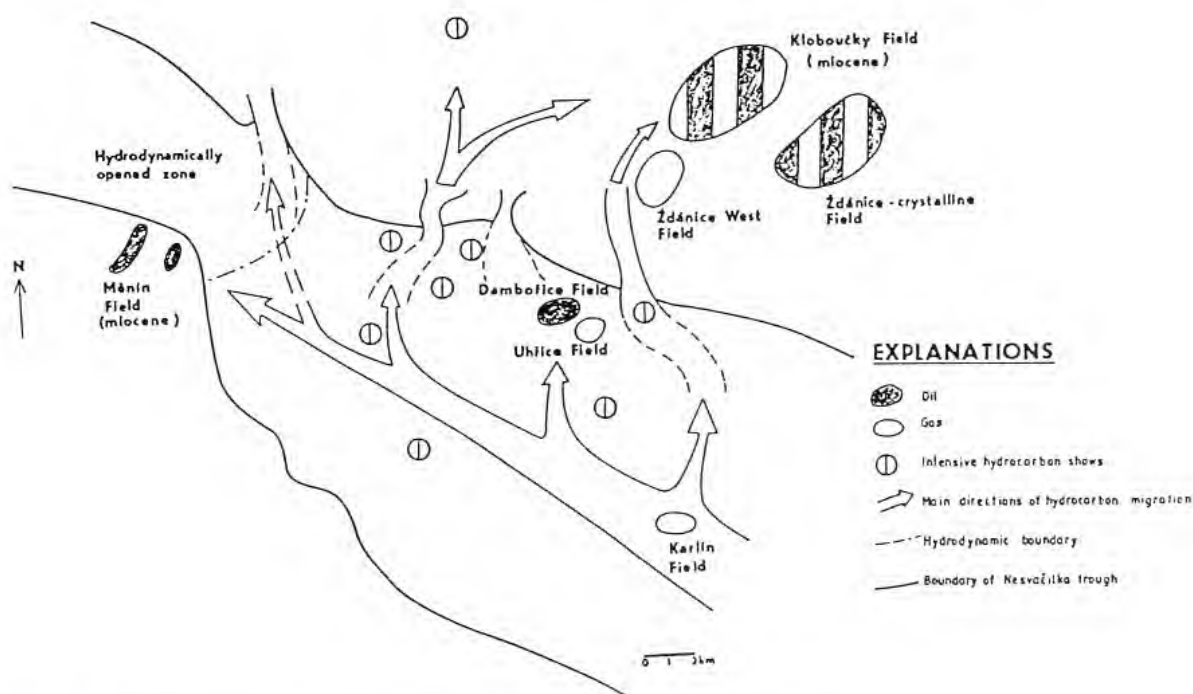 Kloboučky Field
(miocene)
Hydrodynamically
opened zone
Ždánice West
Field
Ždánice - crystalline
Field
N
Měnín
Field
(miocene)
Dambořice Field
Uhřice Field
EXPLANATIONS
Oil
Gas
Intensive hydrocarbon shows
Main directions of hydrocarbon migration
Hydrodynamic boundary
Boundary of Nesvačilka trough
Karlín
Field
0 1 2km